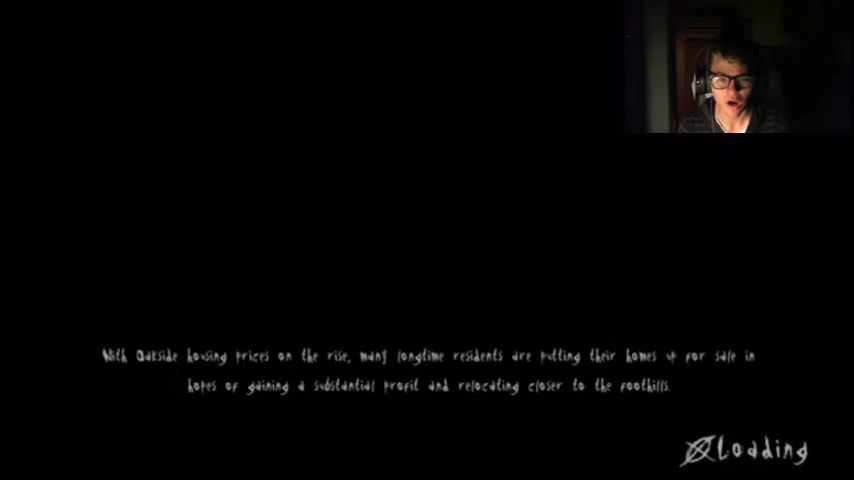 With Oakside housing prices on the rise, many longtime residents are putting their homes up for sale in
hopes of gaining a substantial profit and relocating closer to the foothills.
Loading